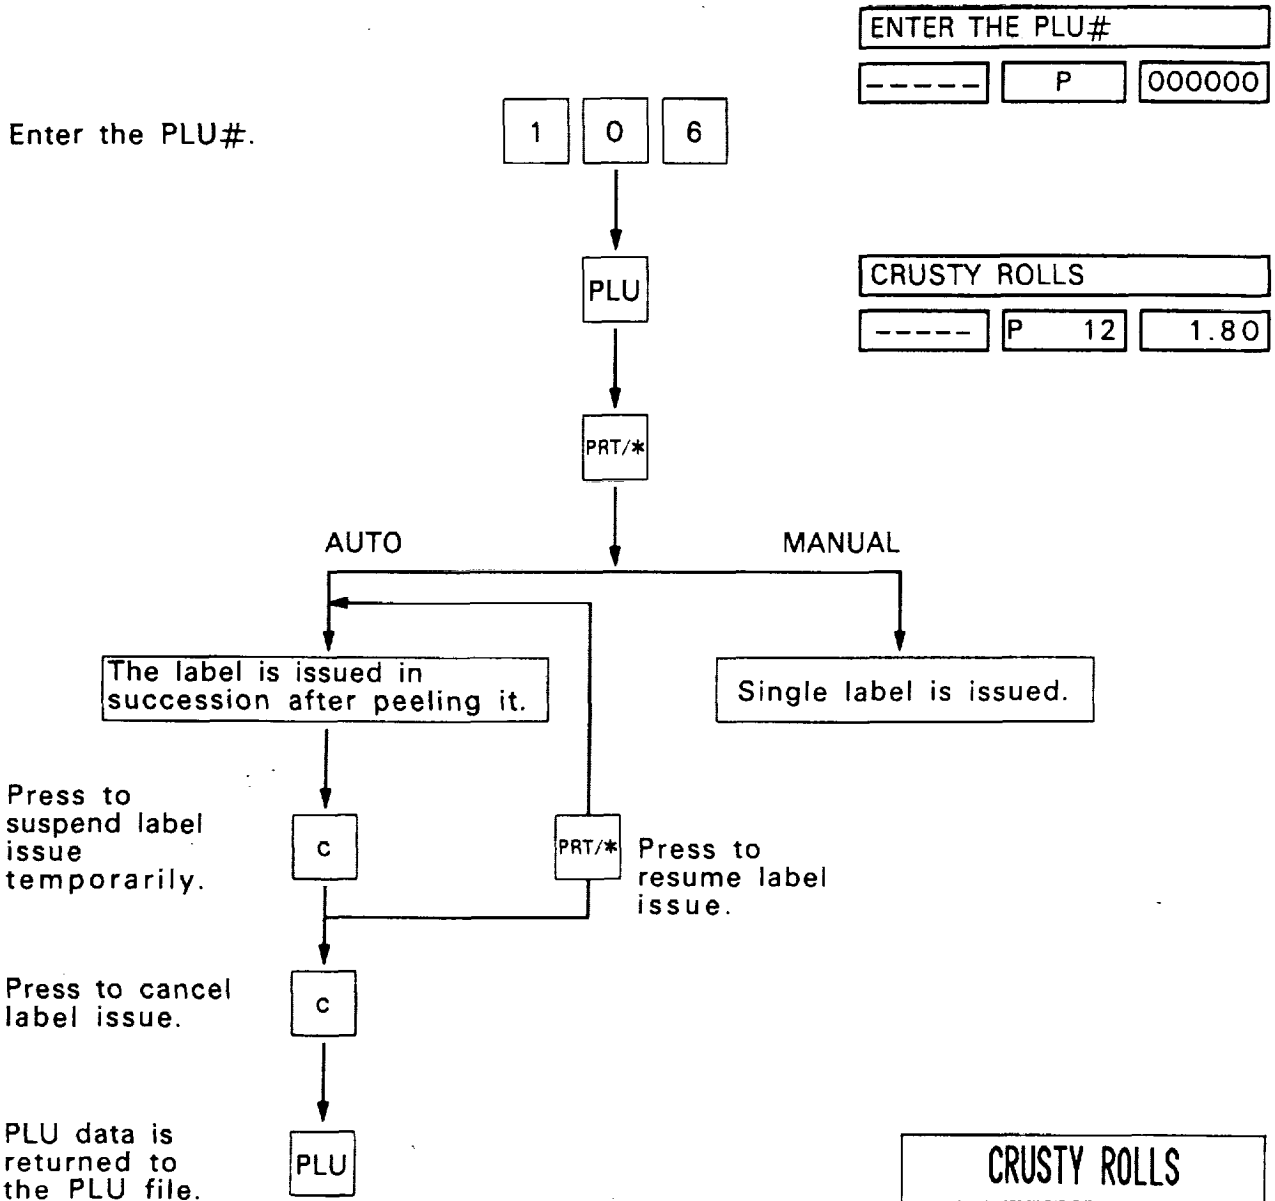 ENTER THE PLU#
----- P 000000
Enter the PLU#.
1 0 6
PLU
CRUSTY ROLLS
----- P 12 1.80
PRT/*
AUTO
MANUAL
The label is issued in
succession after peeling it.
Single label is issued.
Press to
suspend label
issue
temporarily.
C
PRT/*
Press to
resume label
issue.
Press to cancel
label issue.
C
PLU data is
returned to
the PLU file.
PLU
CRUSTY ROLLS